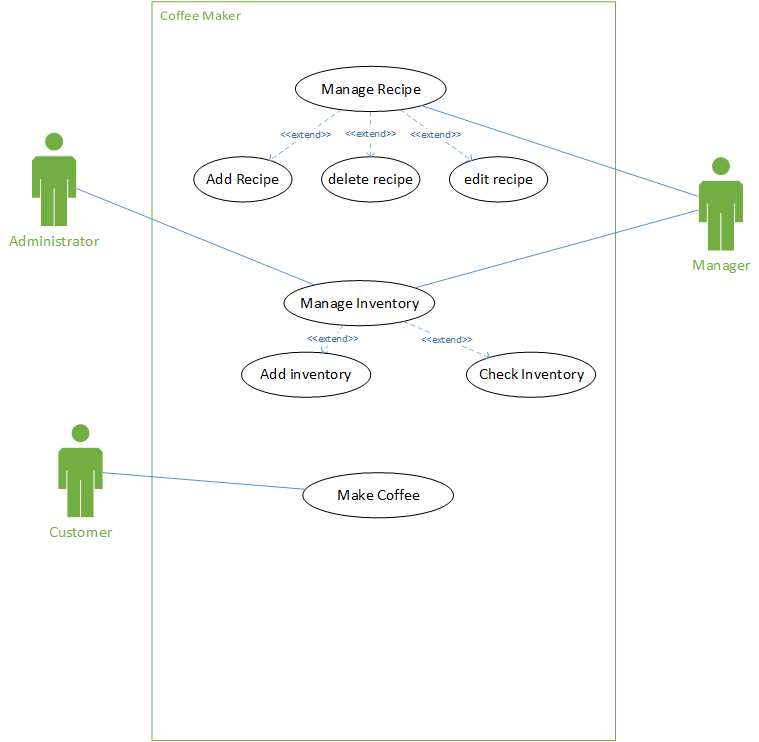 Coffee Maker
Manage Recipe
<<extend>>
<<extend>>
<<extend>>
Add Recipe
delete recipe
edit recipe
Administrator
Manager
Manage Inventory
<<extend>>
<<extend>>
Add inventory
Check Inventory
Make Coffee
Customer